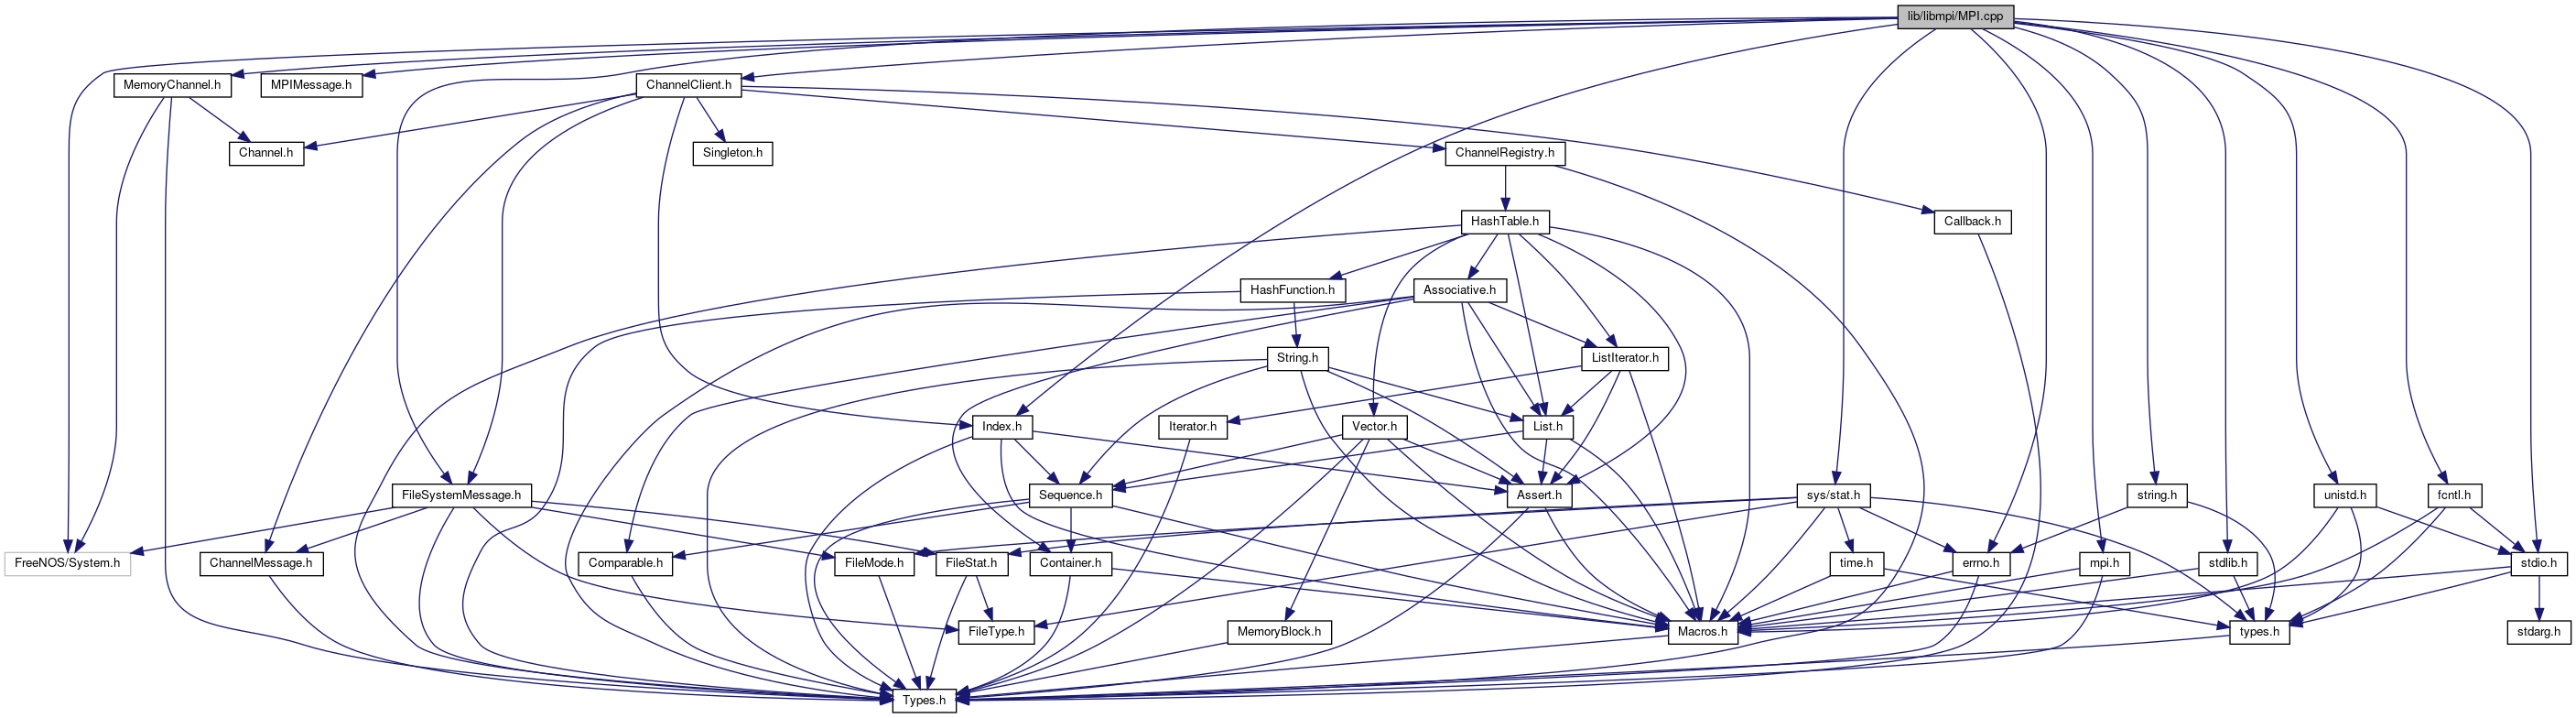 lib/libmpi/MPI.cpp
MemoryChannel.h
MPIMessage.h
ChannelClient.h
Channel.h
Singleton.h
ChannelRegistry.h
HashTable.h
Callback.h
HashFunction.h
Associative.h
String.h
ListIterator.h
Index.h
Iterator.h
Vector.h
List.h
FileSystemMessage.h
Sequence.h
Assert.h
sys/stat.h
string.h
unistd.h
fcntl.h
FreeNOS/System.h
ChannelMessage.h
Comparable.h
FileMode.h
FileStat.h
Container.h
time.h
errno.h
mpi.h
stdlib.h
stdio.h
FileType.h
MemoryBlock.h
Macros.h
types.h
stdarg.h
Types.h